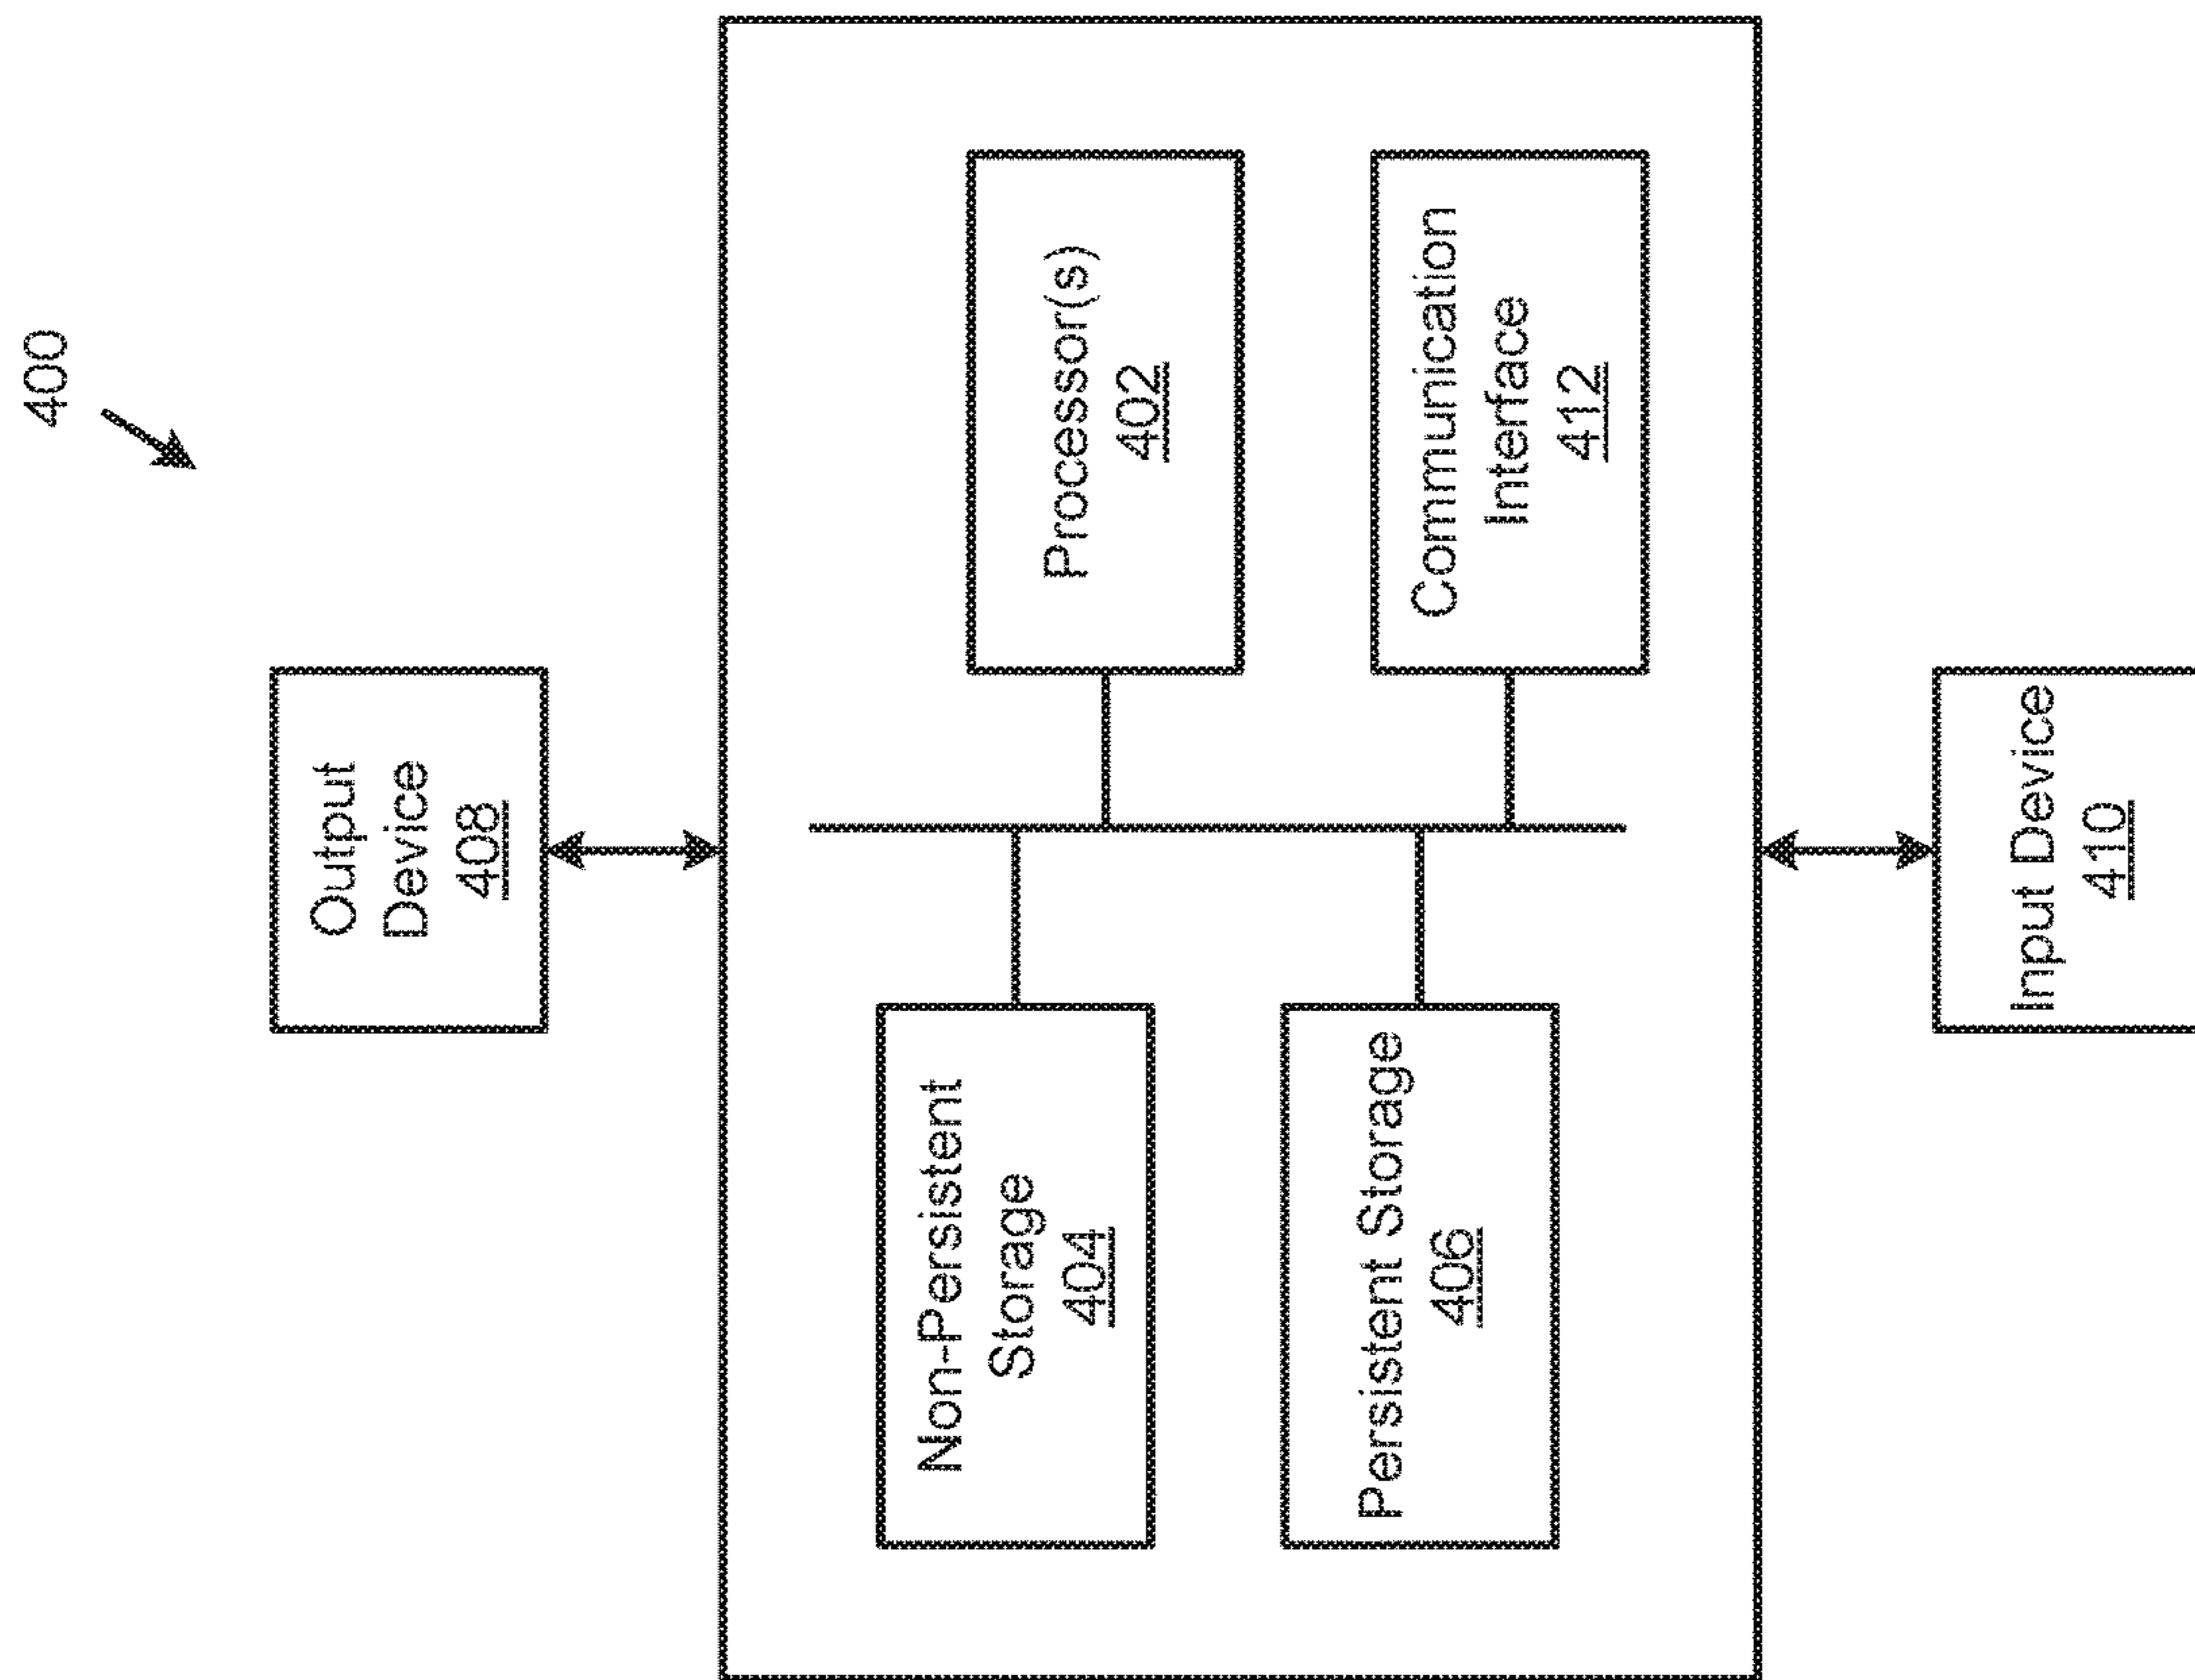 400
Output
Device
408
Non-Persistent
Storage
404
Processor(s)
402
Persistent Storage
406
Communication
Interface
412
Input Device
410